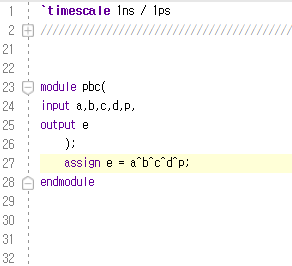 1 `timescale 1ns / 1ps
2 //////////////////////////////////////////
21
22
23 module pbc(
24 input a,b,c,d,p,
25 output e
26 );
27 assign e = a^b^c^d^p;
28 endmodule
29
30
31
32